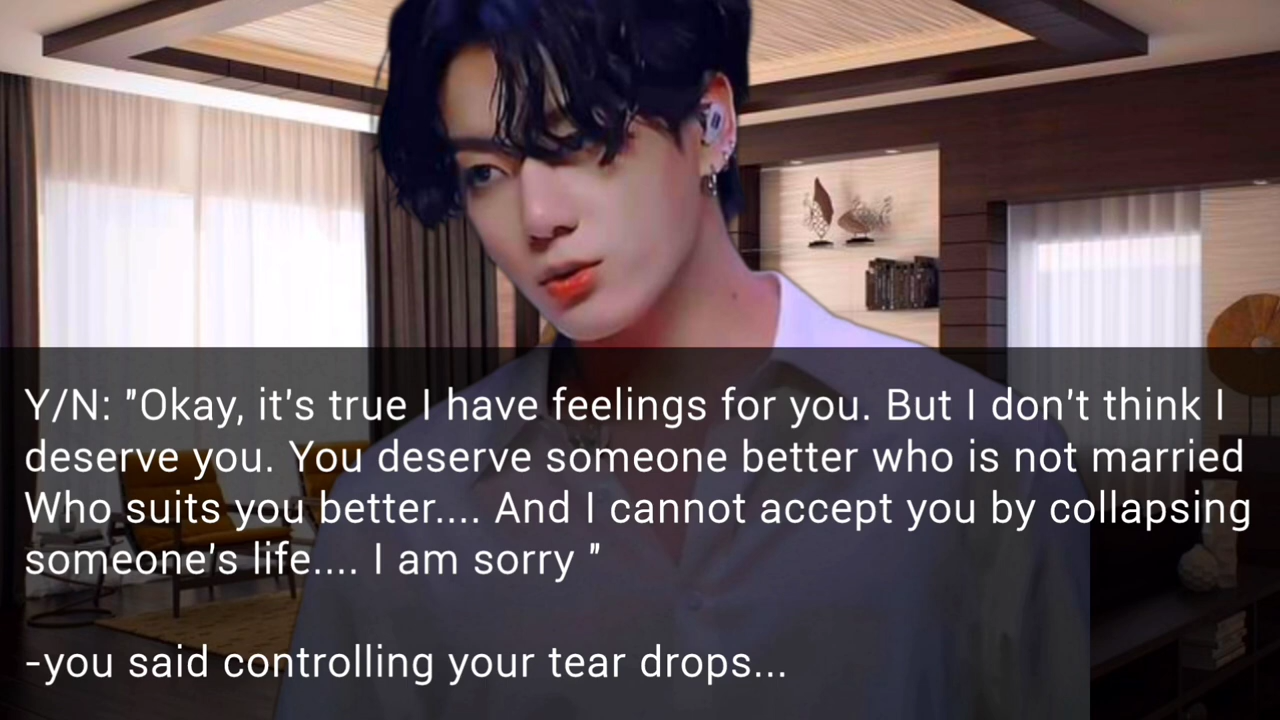 Y/N: "Okay, it's true I have feelings for you. But I don't think I
deserve you. You deserve someone better who is not married
Who suits you better.... And I cannot accept you by collapsing
someone's life.... I am sorry "
-you said controlling your tear drops...